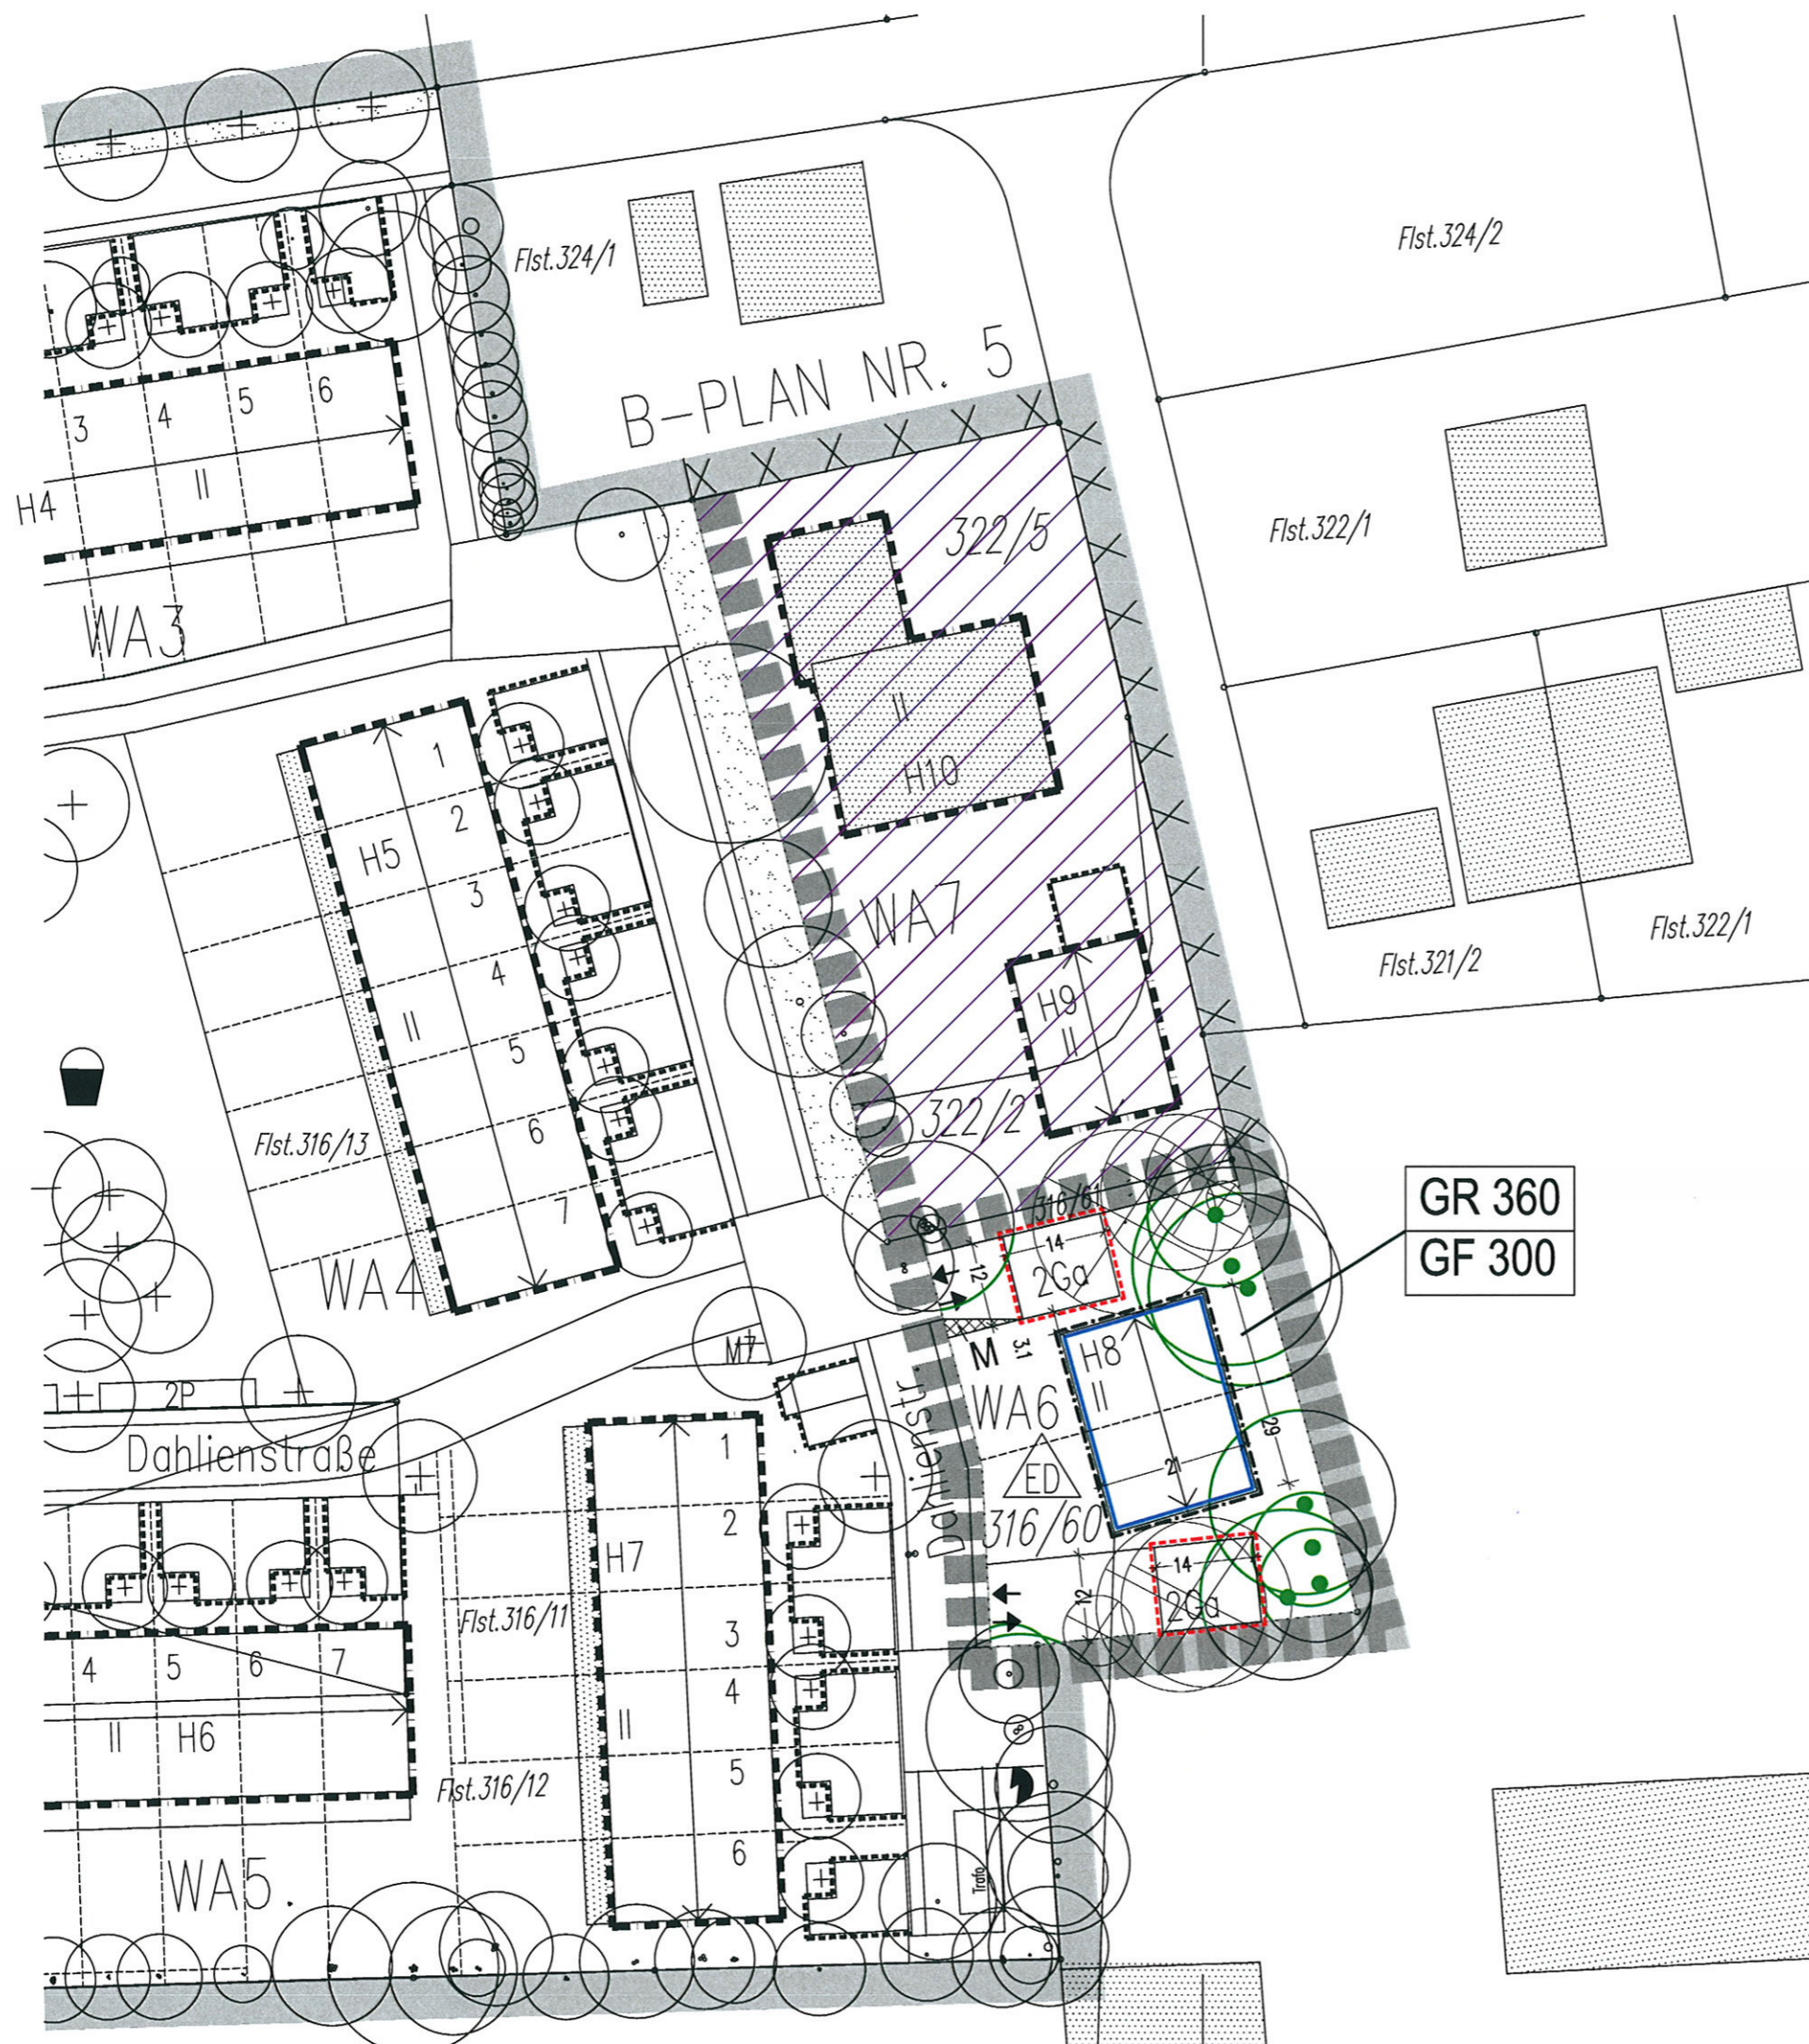 Flst.324/1
Flst.324/2
B-PLAN NR. 5
3
4
5
6
H4
II
WA3
322/5
Flst.322/1
II
H10
1
2
H5
3
4
II
5
6
7
WA7
Flst.321/2
Flst.322/1
H9
II
322/2
Flst.316/13
WA4
316/61
14
12
2Ga
8
GR 360
GF 300
M
3.1
H8
II
WA6
M7
2P
Dahlienstraße
Dahlienstr.
29
21
ED
316/60
14
12
2Ga
1
2
H7
3
4
II
5
6
Flst.316/11
Flst.316/12
4
5
6
7
II
H6
WA5
Trafo